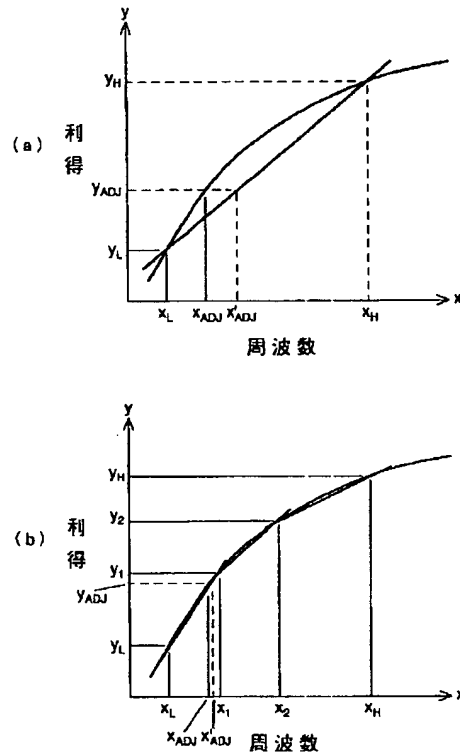 y
y_H
(a) 利得
y_ADJ
y_L
x_L x_ADJ x'_ADJ x_H x
周波数
y
y_H
y_2
(b) 利得
y_1
y_ADJ
y_L
x_L x_1 x_2 x_H x
x_ADJ x'_ADJ 周波数